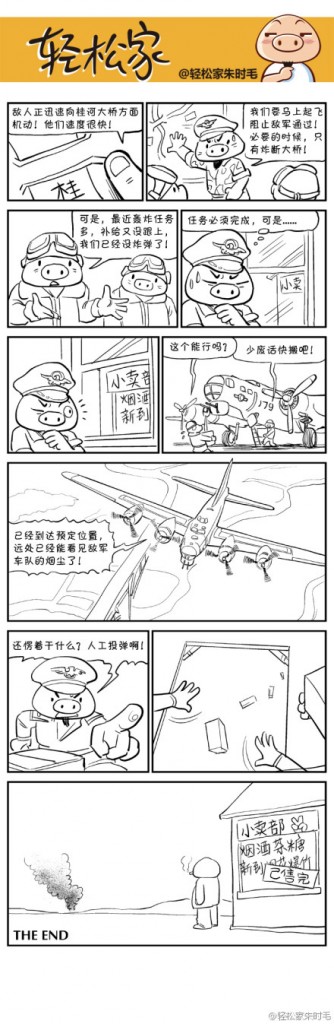 轻松家
@轻松家朱时毛
敌人正迅速向桂河大桥方面
机动!他们速度很快!
桂
我们要马上起飞
阻止敌军通过!
必要的时候,只
有炸断大桥!
可是,最近轰炸任务
多,补给又没跟上,
我们已经没炸弹了!
任务必须完成,可是……
小卖
小卖部
烟酒
新到
这个能行吗?
少废话快搬吧!
79
已经到达预定位置,
远处已经能看见敌军
车队的烟尘了!
还愣着干什么?人工投弹啊!
小卖部
烟酒茶糖
新到
已售完
THE END
@轻松家朱时毛